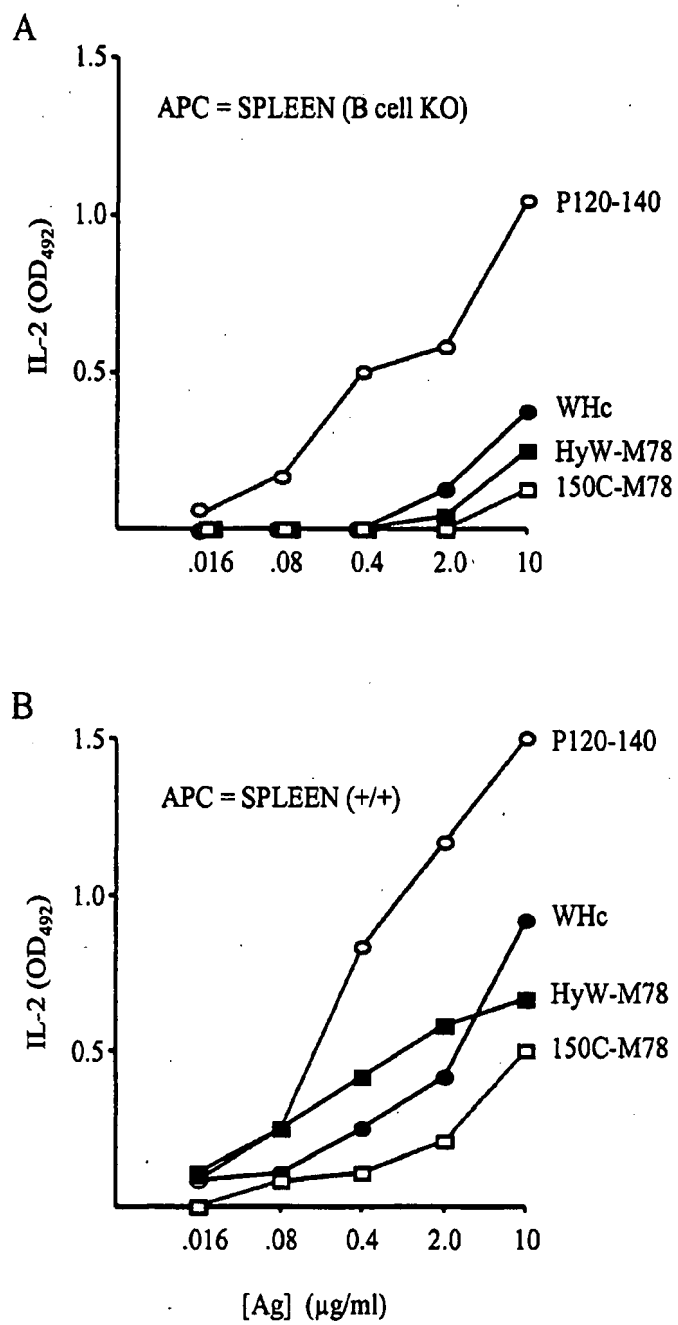 A
1.5
APC = SPLEEN (B cell KO)
P120-140
1.0
IL-2 (OD492)
0.5
WHc
HyW-M78
150C-M78
.016 .08 0.4 2.0 10
B
1.5
P120-140
APC = SPLEEN (+/+)
1.0
WHc
IL-2 (OD492)
HyW-M78
0.5
150C-M78
.016 .08 0.4 2.0 10
[Ag] (µg/ml)